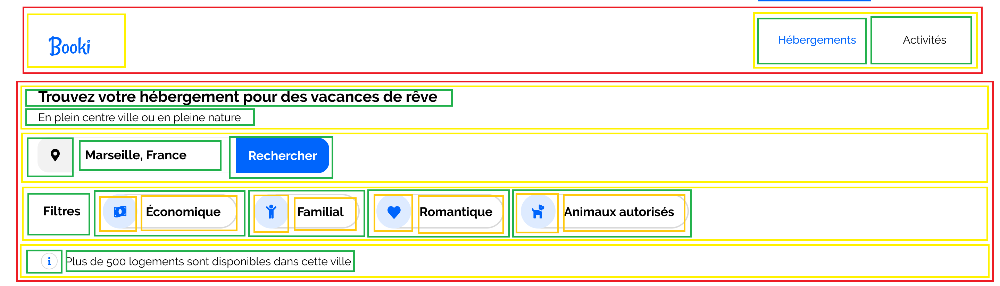 Booki
Hébergements
Activités
Trouvez votre hébergement pour des vacances de rêve
En plein centre ville ou en pleine nature
Marseille, France
Rechercher
Filtres
Économique
Familial
Romantique
Animaux autorisés
Plus de 500 logements sont disponibles dans cette ville